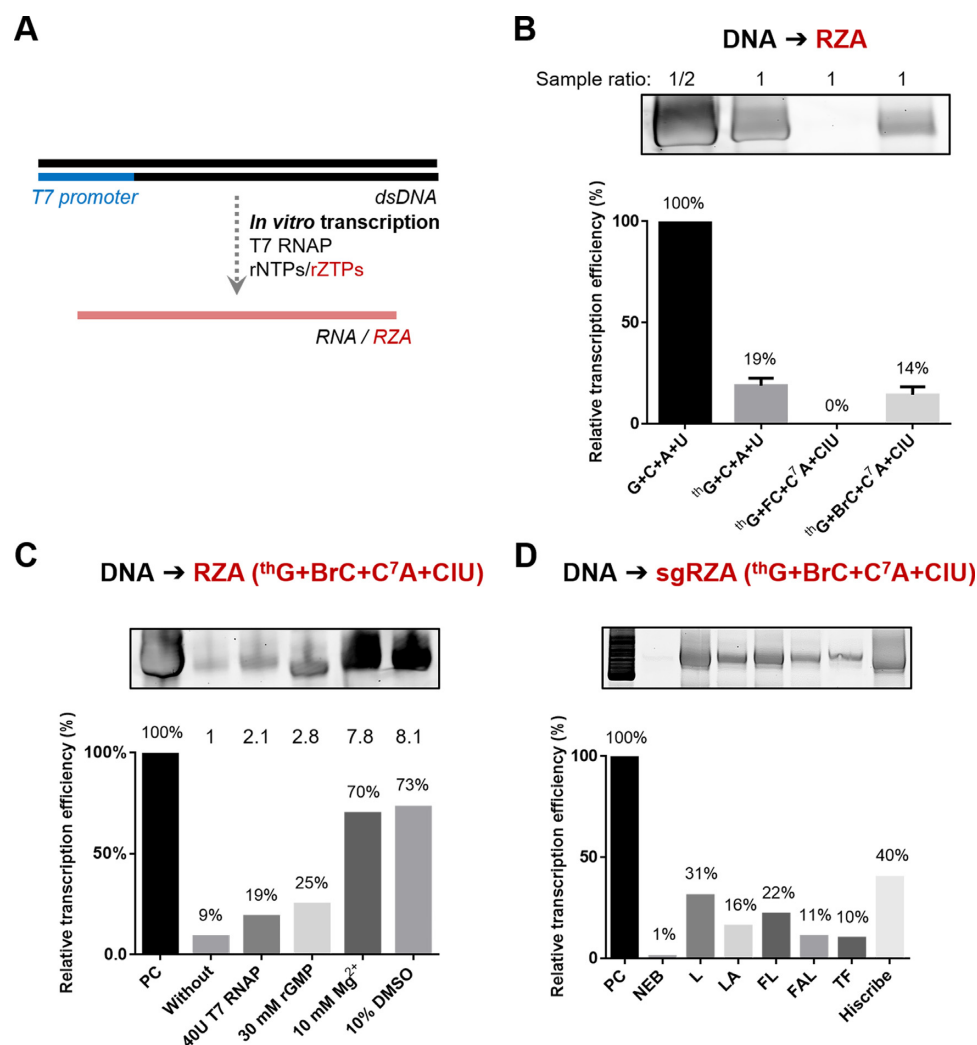 A
T7 promoter
dsDNA
In vitro transcription
T7 RNAP
rNTPs/rZTPs
RNA / RZA
B
DNA → RZA
Sample ratio: 1/2 1 1 1
Relative transcription efficiency (%)
100
50
0
100%
19%
0%
14%
G+C+A+U
ᵗʰG+C+A+U
ᵗʰG+FC+C⁷A+ClU
ᵗʰG+BrC+C⁷A+ClU
C
DNA → RZA (ᵗʰG+BrC+C⁷A+ClU)
Relative transcription efficiency (%)
100%
50%
0.0
100% 1 2.1 2.8 7.8 8.1
9%
19%
25%
70%
73%
PC
Without
40U T7 RNAP
30 mM rGMP
10 mM Mg²⁺
10% DMSO
D
DNA → sgRZA (ᵗʰG+BrC+C⁷A+ClU)
Relative transcription efficiency (%)
100
50
0
100%
1%
31%
16%
22%
11%
10%
40%
PC
NEB
L
LA
FL
FAL
TF
Hiscribe